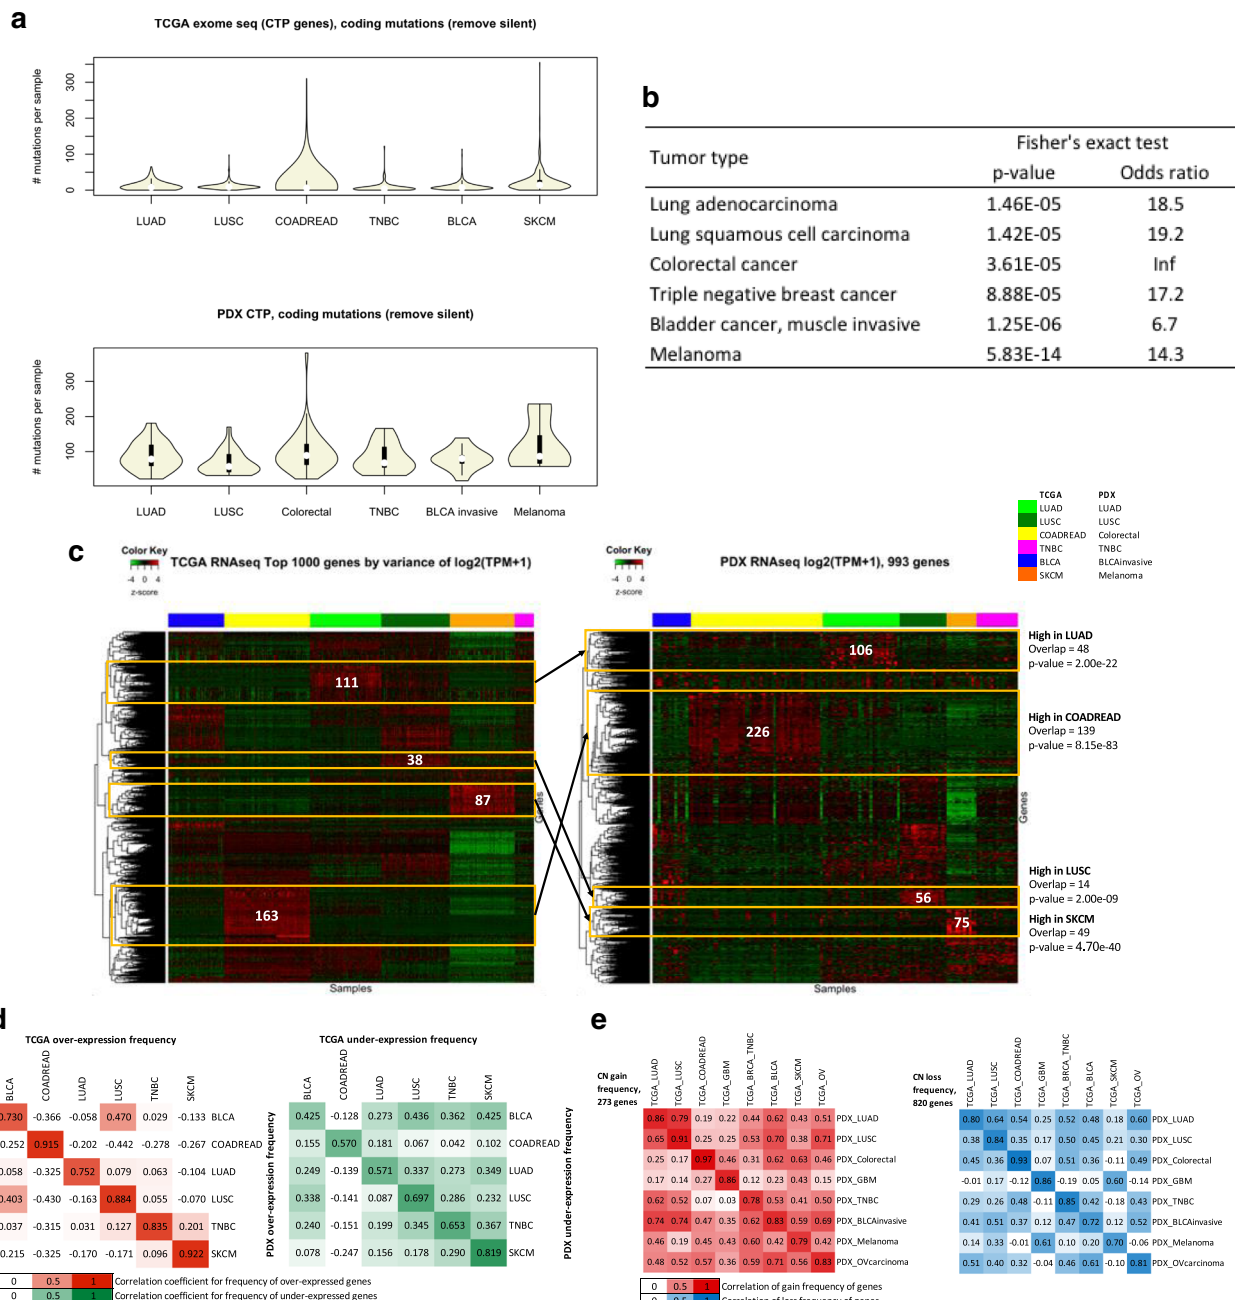 a
TCGA exome seq (CTP genes), coding mutations (remove silent)
# mutations per sample
300
200
100
0
LUAD LUSC COADREAD TNBC BLCA SKCM
PDX CTP, coding mutations (remove silent)
# mutations per sample
300
200
100
LUAD LUSC Colorectal TNBC BLCA invasive Melanoma
b
Tumor type Fisher's exact test
p-value Odds ratio
Lung adenocarcinoma 1.46E-05 18.5
Lung squamous cell carcinoma 1.42E-05 19.2
Colorectal cancer 3.61E-05 Inf
Triple negative breast cancer 8.88E-05 17.2
Bladder cancer, muscle invasive 1.25E-06 6.7
Melanoma 5.83E-14 14.3
TCGA PDX
LUAD LUAD
LUSC LUSC
COADREAD Colorectal
TNBC TNBC
BLCA BLCAinvasive
SKCM Melanoma
c
Color Key
-4 0 4
z-score
TCGA RNAseq Top 1000 genes by variance of log2(TPM+1)
111
38
87
163
Genes
Samples
Color Key
-4 0 4
z-score
PDX RNAseq log2(TPM+1), 993 genes
106
226
56
75
Genes
Samples
High in LUAD
Overlap = 48
p-value = 2.00e-22
High in COADREAD
Overlap = 139
p-value = 8.15e-83
High in LUSC
Overlap = 14
p-value = 2.00e-09
High in SKCM
Overlap = 49
p-value = 4.70e-40
d
TCGA over-expression frequency
BLCA COADREAD LUAD LUSC TNBC SKCM
0.730 -0.366 -0.058 0.470 0.029 -0.133 BLCA
0.252 0.915 -0.202 -0.442 -0.278 -0.267 COADREAD
0.058 -0.325 0.752 0.079 0.063 -0.104 LUAD
0.403 -0.430 -0.163 0.884 0.055 -0.070 LUSC
0.037 -0.315 0.031 0.127 0.835 0.201 TNBC
0.215 -0.325 -0.170 -0.171 0.096 0.922 SKCM
PDX over-expression frequency
TCGA under-expression frequency
BLCA COADREAD LUAD LUSC TNBC SKCM
0.425 -0.128 0.273 0.436 0.362 0.425 BLCA
0.155 0.570 0.181 0.067 0.042 0.102 COADREAD
0.249 -0.139 0.571 0.337 0.273 0.349 LUAD
0.338 -0.141 0.087 0.697 0.286 0.232 LUSC
0.240 -0.151 0.199 0.345 0.653 0.367 TNBC
0.078 -0.247 0.156 0.178 0.290 0.819 SKCM
PDX under-expression frequency
0 0.5 1 Correlation coefficient for frequency of over-expressed genes
0 0.5 1 Correlation coefficient for frequency of under-expressed genes
e
CN gain frequency, 273 genes
TCGA_LUAD TCGA_LUSC TCGA_COADREAD TCGA_GBM TCGA_BRCA_TNBC TCGA_BLCA TCGA_SKCM TCGA_OV
0.86 0.79 0.19 0.22 0.44 0.62 0.43 0.51 PDX_LUAD
0.65 0.91 0.25 0.25 0.53 0.70 0.38 0.71 PDX_LUSC
0.25 0.17 0.97 0.46 0.31 0.62 0.63 0.46 PDX_Colorectal
0.17 0.14 0.27 0.86 0.12 0.23 0.43 0.15 PDX_GBM
0.62 0.52 0.07 0.03 0.78 0.53 0.41 0.50 PDX_TNBC
0.74 0.74 0.47 0.35 0.62 0.83 0.59 0.69 PDX_BLCAinvasive
0.46 0.19 0.45 0.43 0.60 0.42 0.79 0.42 PDX_Melanoma
0.48 0.52 0.57 0.36 0.59 0.71 0.56 0.83 PDX_OVcarcinoma
CN loss frequency, 820 genes
TCGA_LUAD TCGA_LUSC TCGA_COADREAD TCGA_GBM TCGA_BRCA_TNBC TCGA_BLCA TCGA_SKCM TCGA_OV
0.80 0.64 0.54 0.25 0.52 0.48 0.18 0.60 PDX_LUAD
0.38 0.84 0.35 0.17 0.50 0.45 0.21 0.30 PDX_LUSC
0.45 0.36 0.93 0.07 0.51 0.36 -0.11 0.49 PDX_Colorectal
-0.01 0.17 -0.12 0.86 -0.19 0.05 0.60 -0.14 PDX_GBM
0.29 0.26 0.48 -0.11 0.85 0.42 -0.18 0.43 PDX_TNBC
0.41 0.51 0.37 0.12 0.47 0.72 0.12 0.52 PDX_BLCAinvasive
0.14 0.33 -0.01 0.61 0.10 0.20 0.70 -0.06 PDX_Melanoma
0.51 0.40 0.32 -0.04 0.46 0.61 -0.10 0.81 PDX_OVcarcinoma
0 0.5 1 Correlation of gain frequency of genes
0 0.5 1 Correlation of loss frequency of genes